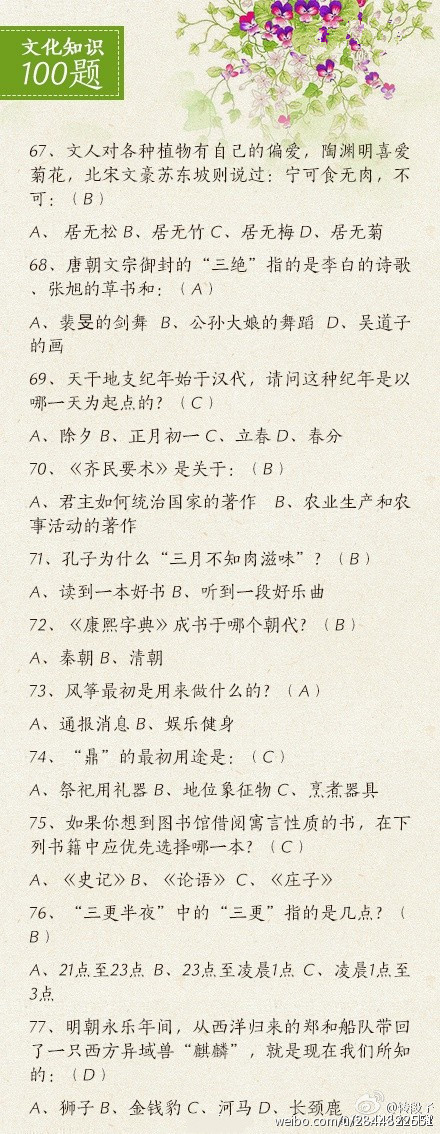 文化知识
100题
67、文人对各种植物有自己的偏爱，陶渊明喜爱
菊花，北宋文豪苏东坡则说过：宁可食无肉，不
可：（B）
A、 居无松 B、居无竹 C、居无梅 D、居无菊
68、唐朝文宗御封的“三绝”指的是李白的诗歌
、张旭的草书和：（A）
A、裴旻的剑舞 B、公孙大娘的舞蹈 D、吴道子
的画
69、天干地支纪年始于汉代，请问这种纪年是以
哪一天为起点的？（C）
A、除夕 B、正月初一 C、立春 D、春分
70、《齐民要术》是关于：（B）
A、君主如何统治国家的著作 B、农业生产和农
事活动的著作
71、孔子为什么“三月不知肉滋味”？（B）
A、读到一本好书 B、听到一段好乐曲
72、《康熙字典》成书于哪个朝代？（B）
A、秦朝 B、清朝
73、风筝最初是用来做什么的？（A）
A、通报消息 B、娱乐健身
74、“鼎”的最初用途是：（C）
A、祭祀用礼器 B、地位象征物 C、烹煮器具
75、如果你想到图书馆借阅寓言性质的书，在下
列书籍中应优先选择哪一本？（C）
A、《史记》B、《论语》 C、《庄子》
76、“三更半夜”中的“三更”指的是几点？（
B）
A、21点至23点 B、23点至凌晨1点 C、凌晨1点至
3点
77、明朝永乐年间，从西洋归来的郑和船队带回
了一只西方异域兽“麒麟”，就是现在我们所知
的：（D）
A、狮子 B、金钱豹 C、河马 D、长颈鹿
weibo.com/u/2844822551